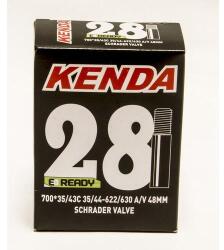 KENDA
28
E READY
700*35/43C 35/44-622/630 A/V 48MM
SCHRADER VALVE